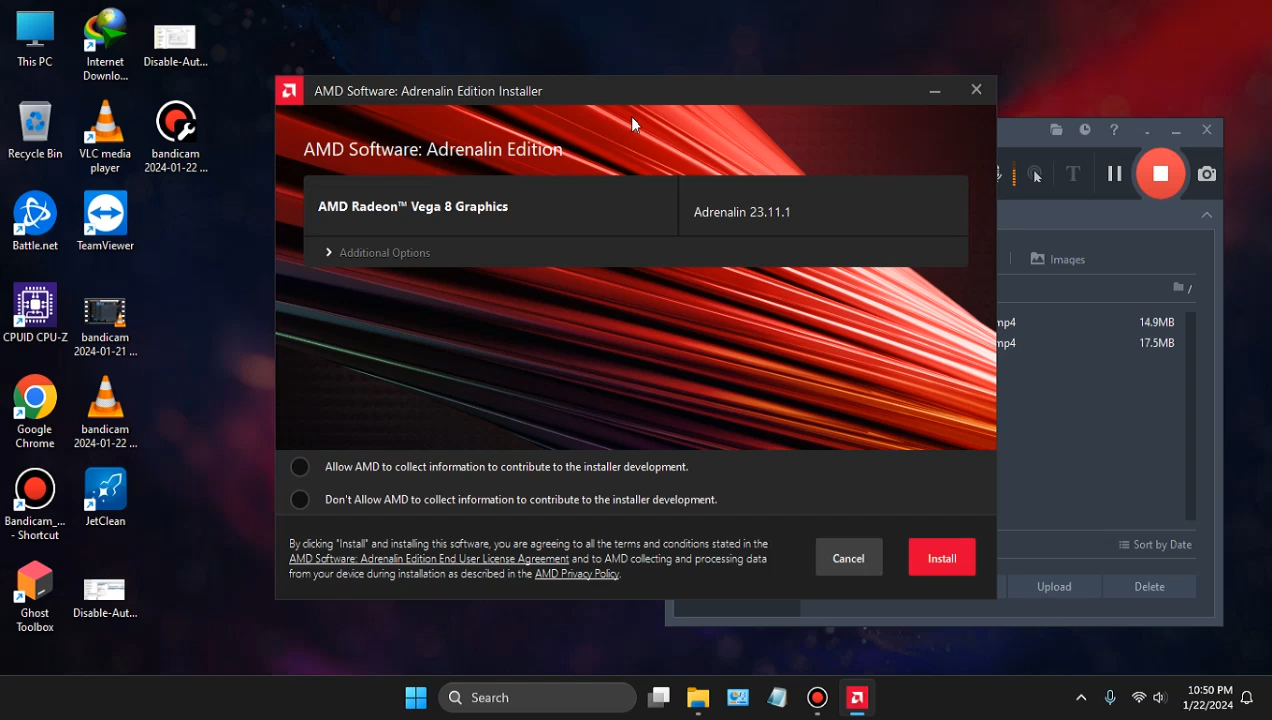 This PC
Internet
Downlo...
Disable-Aut...
Recycle Bin
VLC media
player
bandicam
2024-01-22 ...
Battle.net
TeamViewer
CPUID CPU-Z
bandicam
2024-01-21 ...
Google
Chrome
bandicam
2024-01-22 ...
Bandicam_...
- Shortcut
JetClean
Ghost
Toolbox
Disable-Aut...
AMD Software: Adrenalin Edition Installer
AMD Software: Adrenalin Edition
AMD Radeon™ Vega 8 Graphics
Adrenalin 23.11.1
Additional Options
Allow AMD to collect information to contribute to the installer development.
Don't Allow AMD to collect information to contribute to the installer development.
By clicking "Install" and installing this software, you are agreeing to all the terms and conditions stated in the
AMD Software: Adrenalin Edition End User License Agreement and to AMD collecting and processing data
from your device during installation as described in the AMD Privacy Policy.
Cancel
Install
Images
/
mp4 14.9MB
mp4 17.5MB
Sort by Date
Upload
Delete
Search
10:50 PM
1/22/2024